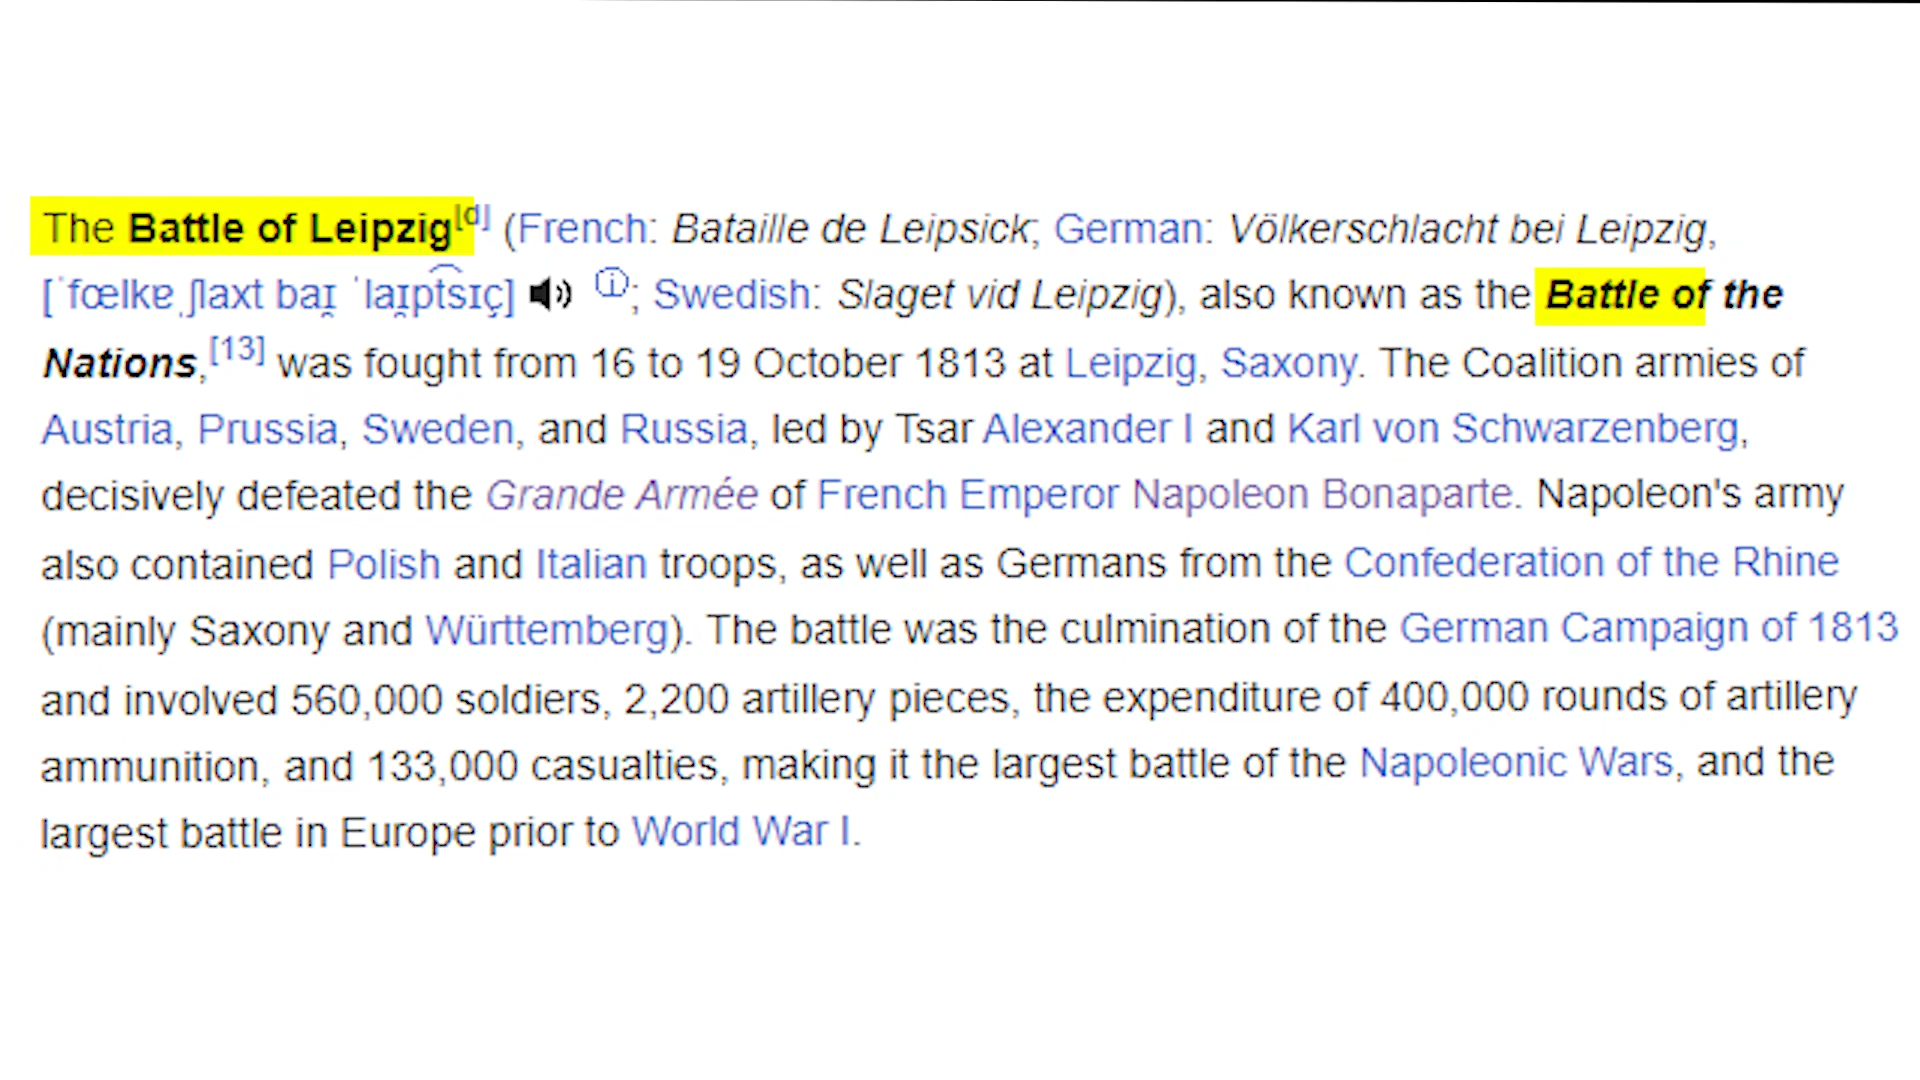 The Battle of Leipzig[d] (French: Bataille de Leipsick; German: Völkerschlacht bei Leipzig,
[ˈfœlkɐˌʃlaxt baɪ̯ ˈlaɪ̯pt͡sɪç] ⓘ; Swedish: Slaget vid Leipzig), also known as the Battle of the
Nations,[13] was fought from 16 to 19 October 1813 at Leipzig, Saxony. The Coalition armies of
Austria, Prussia, Sweden, and Russia, led by Tsar Alexander I and Karl von Schwarzenberg,
decisively defeated the Grande Armée of French Emperor Napoleon Bonaparte. Napoleon's army
also contained Polish and Italian troops, as well as Germans from the Confederation of the Rhine
(mainly Saxony and Württemberg). The battle was the culmination of the German Campaign of 1813
and involved 560,000 soldiers, 2,200 artillery pieces, the expenditure of 400,000 rounds of artillery
ammunition, and 133,000 casualties, making it the largest battle of the Napoleonic Wars, and the
largest battle in Europe prior to World War I.